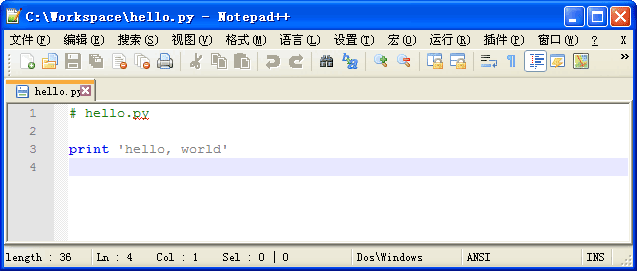 C:\Workspace\hello.py - Notepad++
文件(F) 编辑(E) 搜索(S) 视图(V) 格式(M) 语言(L) 设置(T) 宏(O) 运行(R) 插件(P) 窗口(W) ? X
hello.py
1 # hello.py
2
3 print 'hello, world'
4
length : 36 Ln : 4 Col : 1 Sel : 0 | 0 Dos\Windows ANSI INS